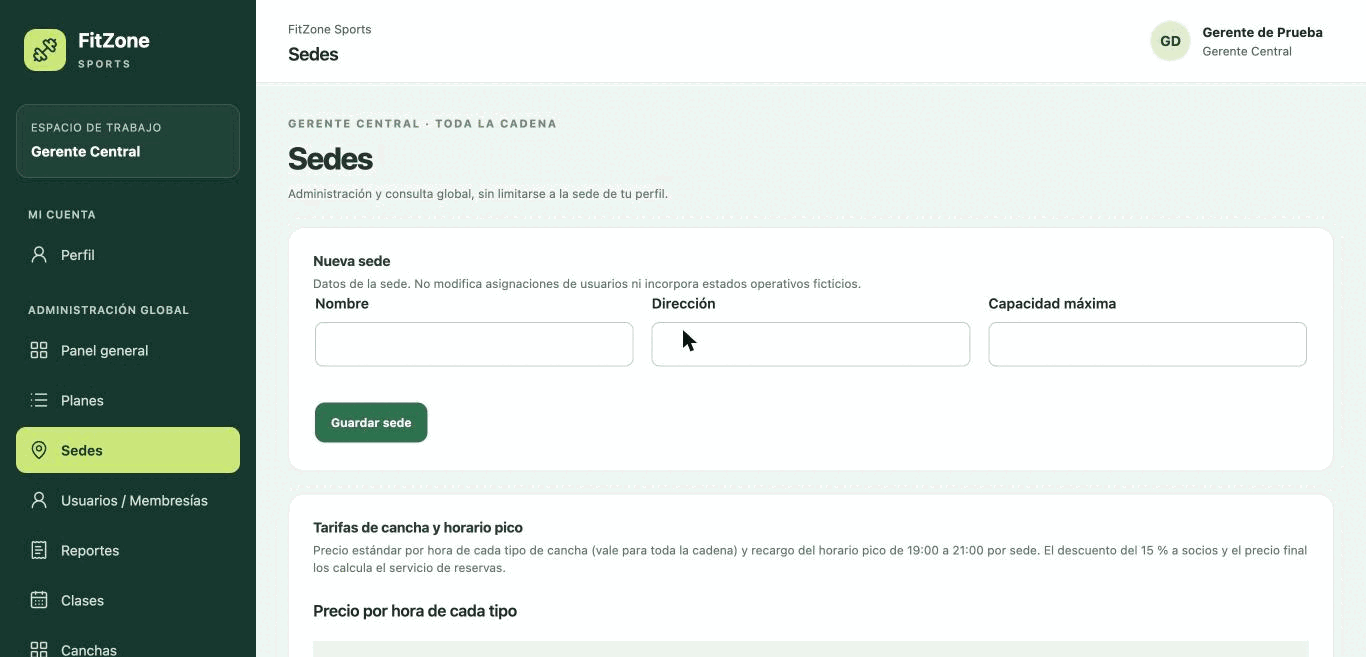 FitZone
SPORTS
ESPACIO DE TRABAJO
Gerente Central
MI CUENTA
Perfil
ADMINISTRACIÓN GLOBAL
Panel general
Planes
Sedes
Usuarios / Membresías
Reportes
Clases
Canchas
FitZone Sports
Sedes
GD
Gerente de Prueba
Gerente Central
GERENTE CENTRAL · TODA LA CADENA
Sedes
Administración y consulta global, sin limitarse a la sede de tu perfil.
Nueva sede
Datos de la sede. No modifica asignaciones de usuarios ni incorpora estados operativos ficticios.
Nombre
Dirección
Capacidad máxima
Guardar sede
Tarifas de cancha y horario pico
Precio estándar por hora de cada tipo de cancha (vale para toda la cadena) y recargo del horario pico de 19:00 a 21:00 por sede. El descuento del 15 % a socios y el precio final
los calcula el servicio de reservas.
Precio por hora de cada tipo